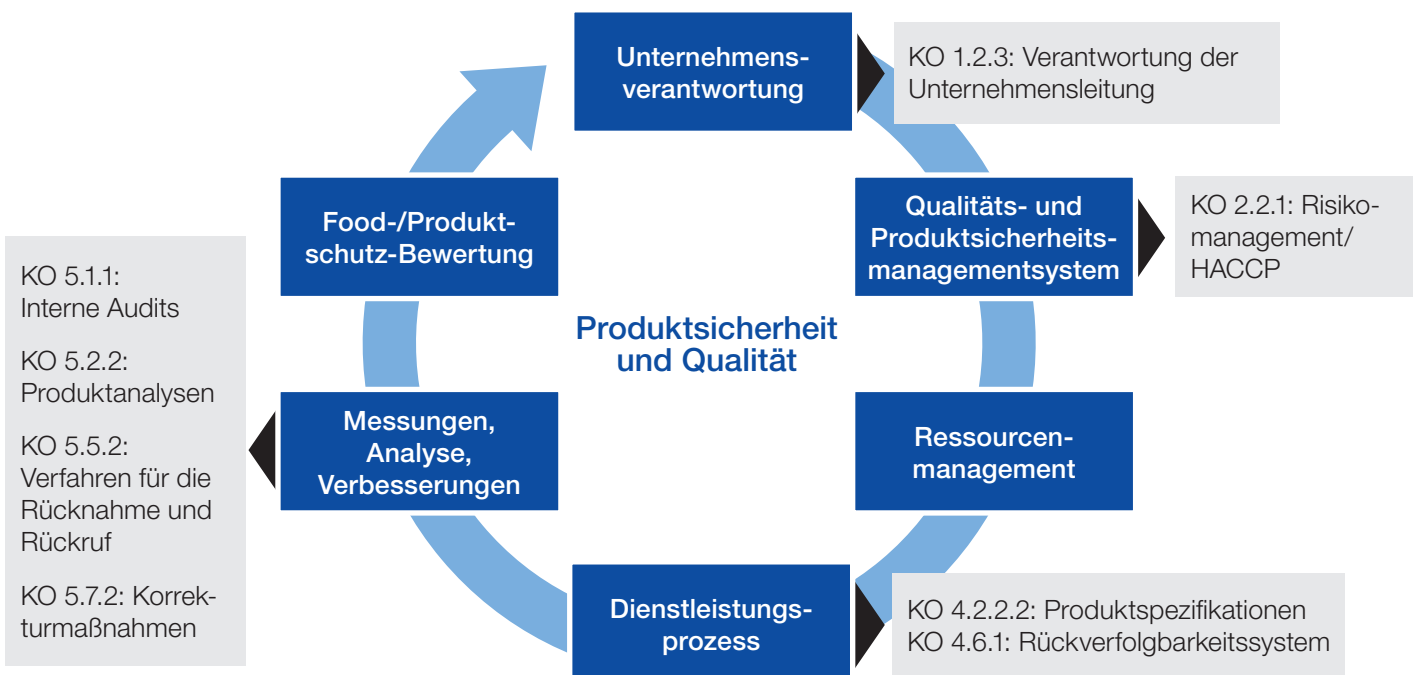 Unternehmens-
verantwortung
KO 1.2.3: Verantwortung der
Unternehmensleitung
Qualitäts- und
Produktsicherheits-
managementsystem
KO 2.2.1: Risiko-
management/
HACCP
Ressourcen-
management
Dienstleistungs-
prozess
KO 4.2.2.2: Produktspezifikationen
KO 4.6.1: Rückverfolgbarkeitssystem
Messungen,
Analyse,
Verbesserungen
KO 5.1.1:
Interne Audits
KO 5.2.2:
Produktanalysen
KO 5.5.2:
Verfahren für die
Rücknahme und
Rückruf
KO 5.7.2: Korrek-
turmaßnahmen
Food-/Produkt-
schutz-Bewertung
Produktsicherheit
und Qualität